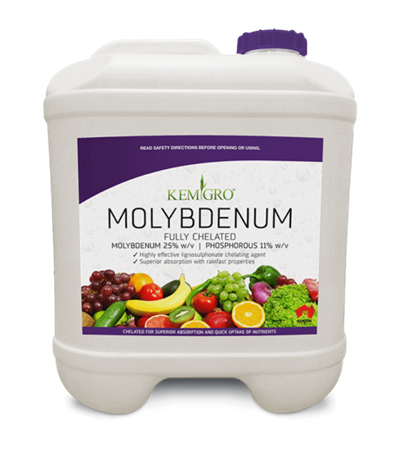 READ SAFETY DIRECTIONS BEFORE OPENING OR USING.
KEMGRO®
MOLYBDENUM
FULLY CHELATED
MOLYBDENUM 25% w/v | PHOSPHOROUS 11% w/v
✓ Highly effective lignosulphonate chelating agent
✓ Superior absorption with rainfast properties
CHELATED FOR SUPERIOR ABSORPTION AND QUICK UPTAKE OF NUTRIENTS